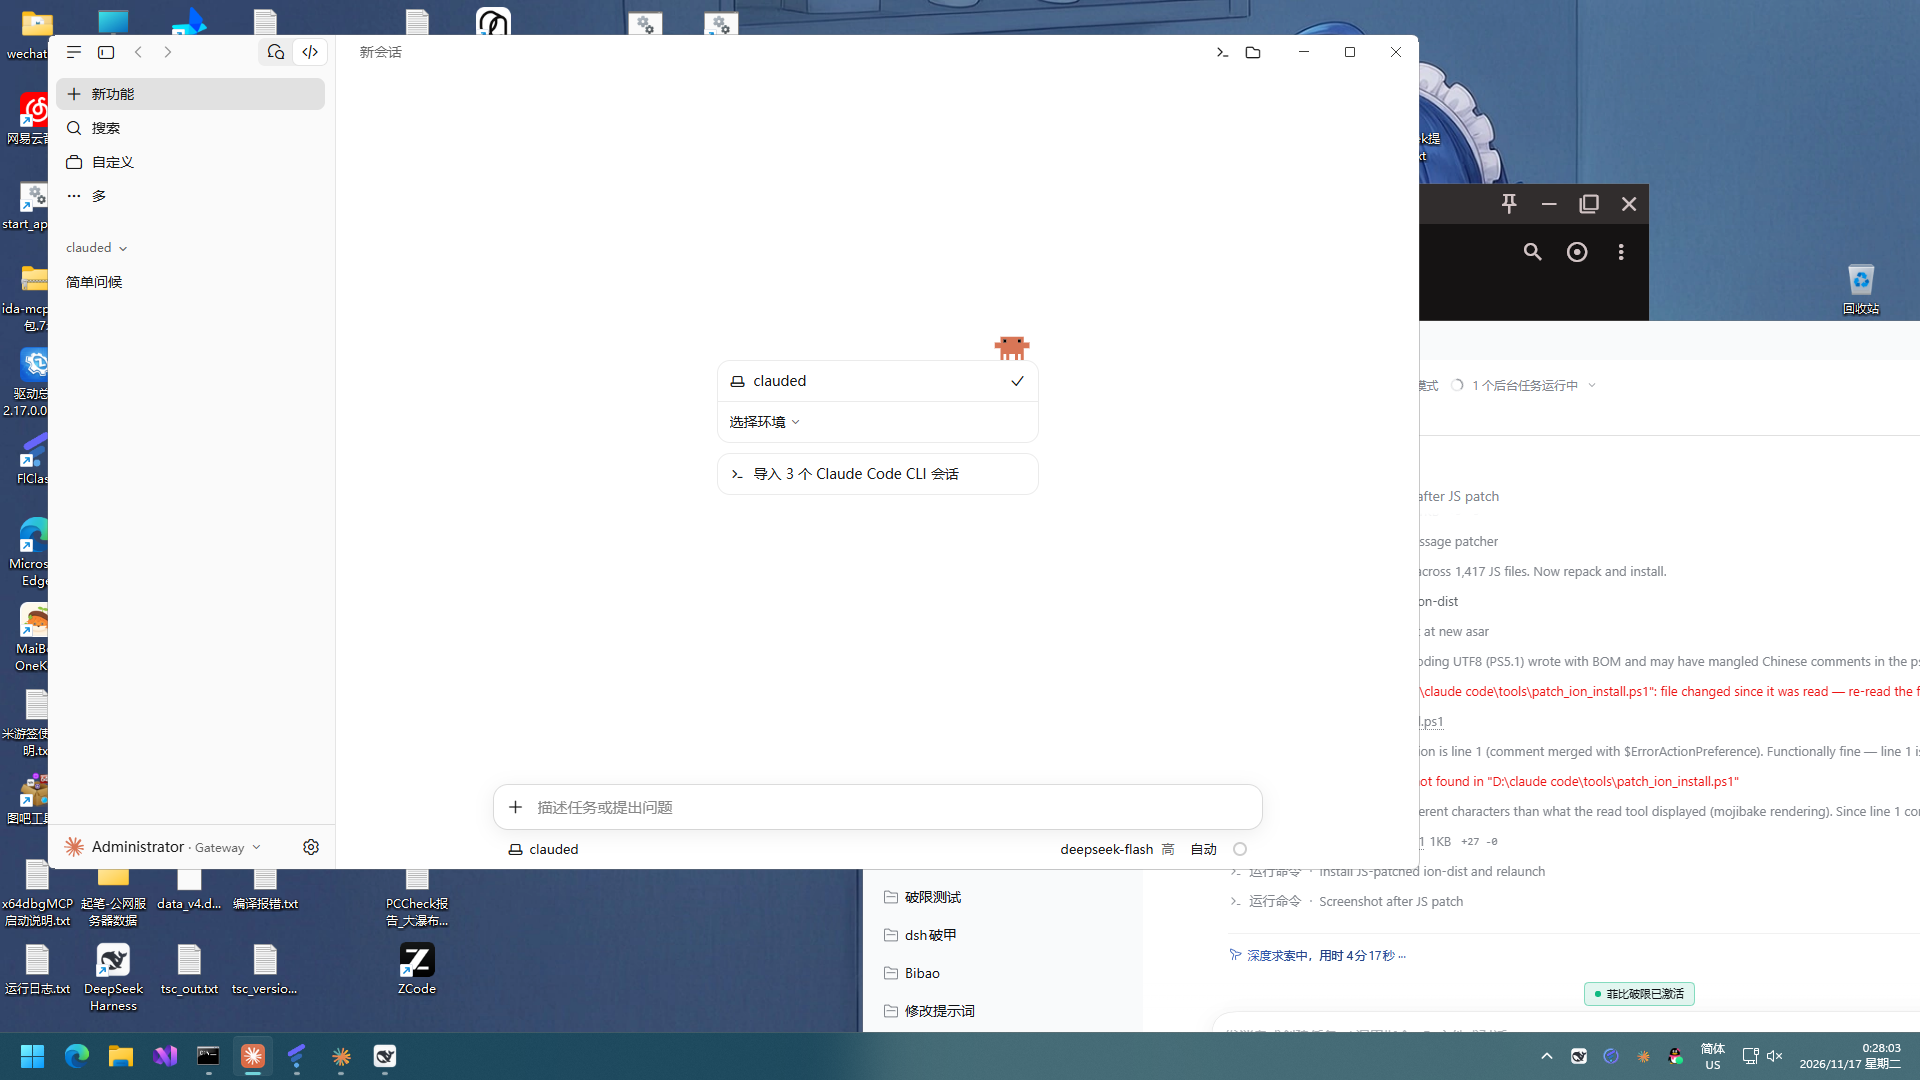 wechat
网易云音
start_ap
ida-mcp
包.7z
驱动总
2.17.0.0
FlClas
Micros
Edge
MaiB
OneK
米游签使
明.tx
图吧工具
x64dbgMCP
启动说明.txt
起笔-公网服
务器数据
data_v4.d...
编译报错.txt
PCCheck报
告_大瀑布...
运行日志.txt
DeepSeek
Harness
tsc_out.txt
tsc_versio...
ZCode
回收站
k提
xt
新会话
新功能
搜索
自定义
多
clauded
简单问候
clauded
选择环境
导入 3 个 Claude Code CLI 会话
描述任务或提出问题
clauded
deepseek-flash 高 自动
Administrator · Gateway
模式 1 个后台任务运行中
after JS patch
ssage patcher
across 1,417 JS files. Now repack and install.
on-dist
at new asar
oding UTF8 (PS5.1) wrote with BOM and may have mangled Chinese comments in the ps
\claude code\tools\patch_ion_install.ps1": file changed since it was read — re-read the f
l.ps1
on is line 1 (comment merged with $ErrorActionPreference). Functionally fine — line 1 is
ot found in "D:\claude code\tools\patch_ion_install.ps1"
erent characters than what the read tool displayed (mojibake rendering). Since line 1 co
1 1KB +27 -0
运行命令 · Install JS-patched ion-dist and relaunch
运行命令 · Screenshot after JS patch
深度求索中，用时 4分17秒 ...
菲比破限已激活
破限测试
dsh破甲
Bibao
修改提示词
简体
US
0:28:03
2026/11/17 星期二